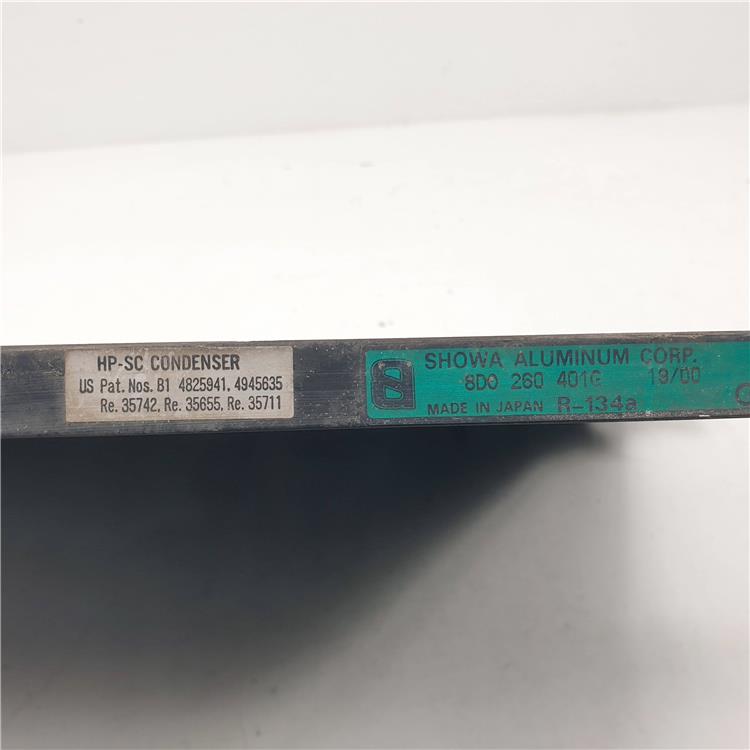 HP-SC CONDENSER
US Pat. Nos. B1 4825941, 4945635
Re. 35742, Re. 35655, Re. 35711
SHOWA ALUMINUM CORP.
8D0 260 401G 19/00
MADE IN JAPAN R-134a